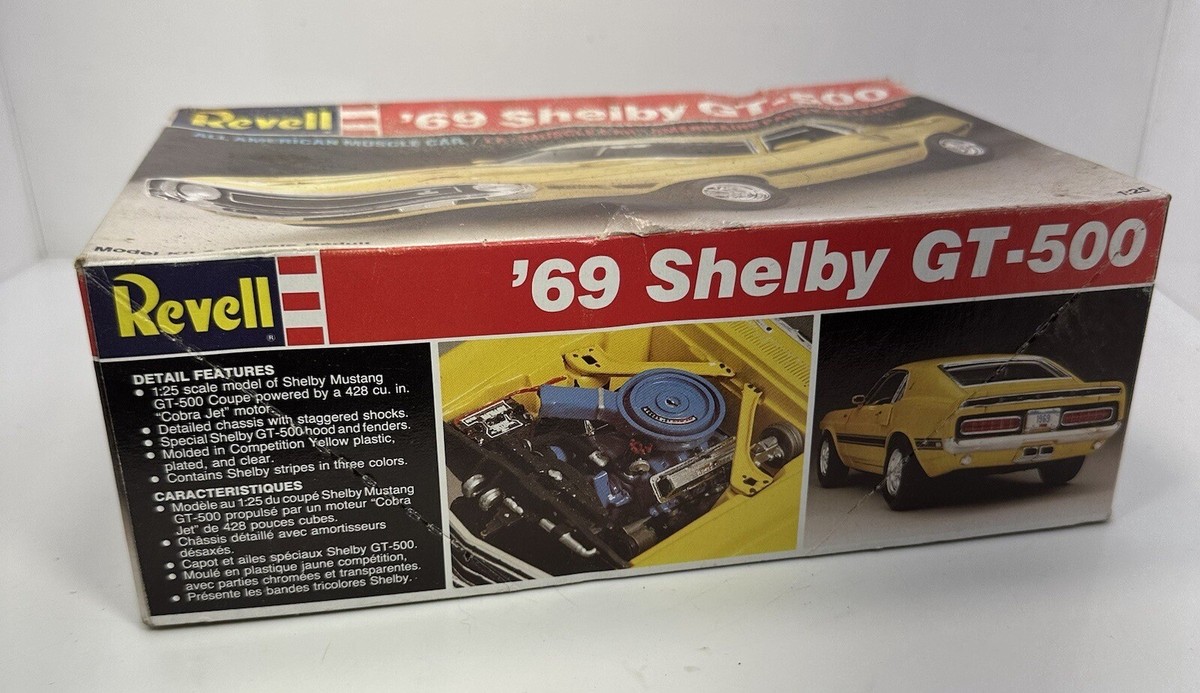 Revell
'69 Shelby GT-500
ALL AMERICAN MUSCLE CAR /
1:25
Revell ®
'69 Shelby GT-500
DETAIL FEATURES
• 1:25 scale model of Shelby Mustang
GT-500 Coupe powered by a 428 cu. in.
"Cobra Jet" motor.
• Detailed chassis with staggered shocks.
• Special Shelby GT-500 hood and fenders.
• Molded in Competition Yellow plastic,
plated, and clear.
• Contains Shelby stripes in three colors.
CARACTERISTIQUES
• Modèle au 1:25 du coupé Shelby Mustang
GT-500 propulsé par un moteur "Cobra
Jet" de 428 pouces cubes.
• Châssis détaillé avec amortisseurs
désaxés.
• Capot et ailes spéciaux Shelby GT-500.
• Moulé en plastique jaune compétition,
avec parties chromées et transparentes.
• Présente les bandes tricolores Shelby.
1969